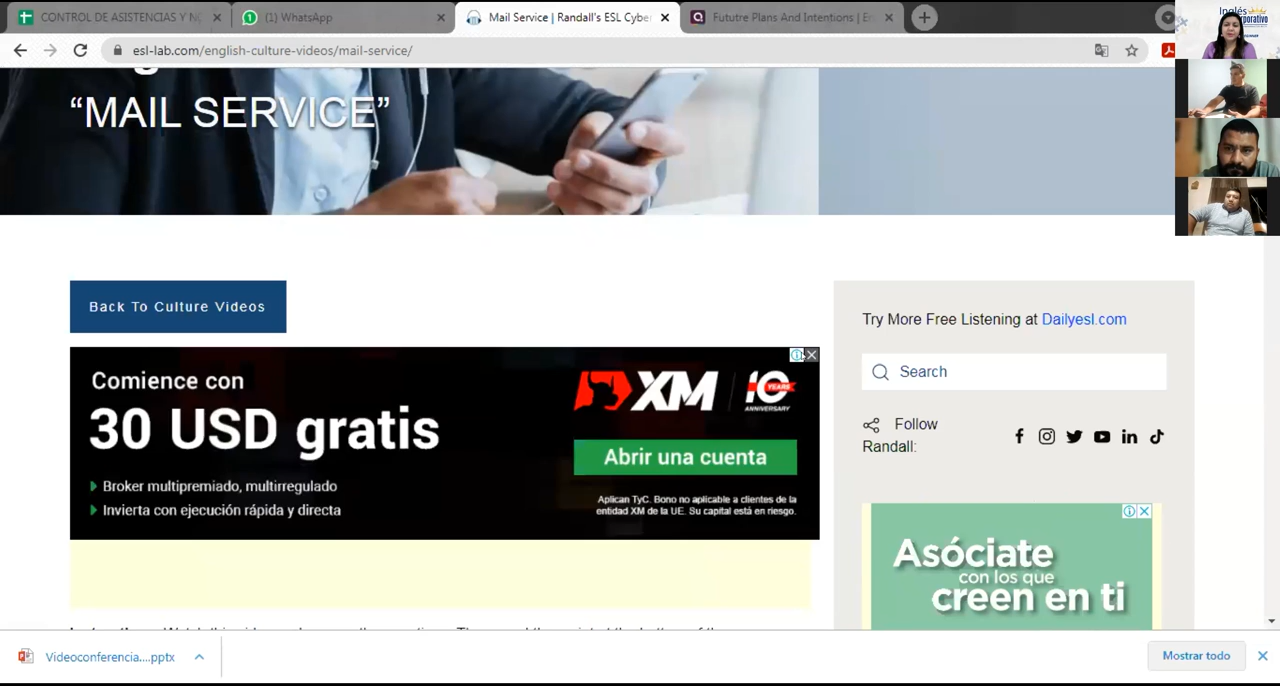 CONTROL DE ASISTENCIAS Y NO
(1) WhatsApp
Mail Service | Randall's ESL Cyber
Fututre Plans And Intentions | En
esl-lab.com/english-culture-videos/mail-service/
Inglés
"MAIL SERVICE"
Back To Culture Videos
Try More Free Listening at Dailyesl.com
Search
Follow
Randall:
Comience con
30 USD gratis
Broker multipremiado, multirregulado
Invierta con ejecución rápida y directa
XM
10
YEARS
ANNIVERSARY
Abrir una cuenta
Aplican TyC. Bono no aplicable a clientes de la
entidad XM de la UE. Su capital está en riesgo.
Asóciate
con los que
creen en ti
Videoconferencia....pptx
Mostrar todo